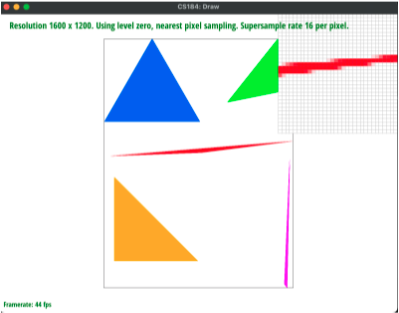 CS184: Draw
Resolution 1600 x 1200. Using level zero, nearest pixel sampling. Supersample rate 16 per pixel.
Framerate: 44 fps